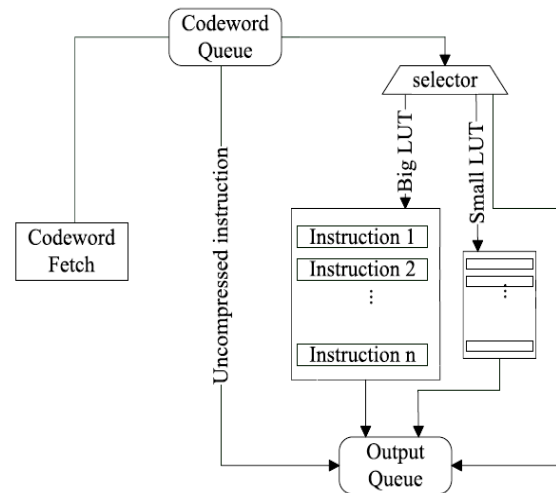 Codeword
Queue
selector
Uncompressed instruction
Big LUT
Small LUT
Codeword
Fetch
Instruction 1
Instruction 2
⋮
⋮
Instruction n
Output
Queue